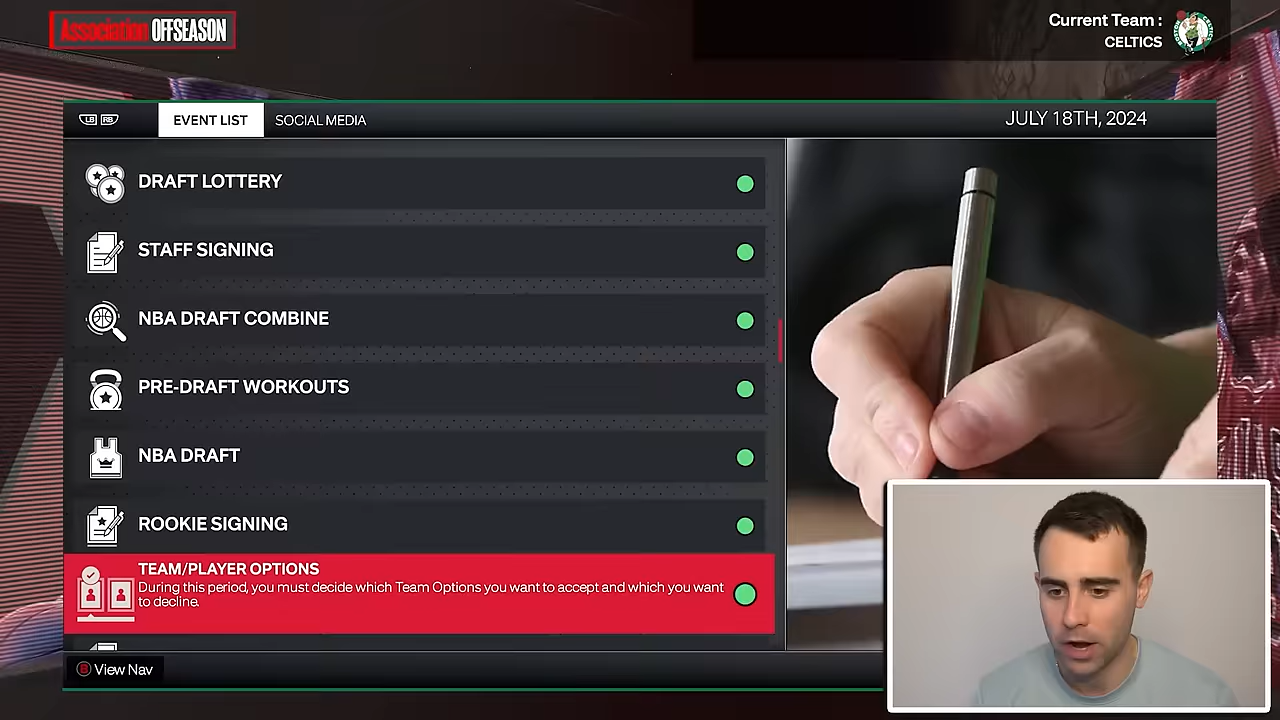 Association OFFSEASON
Current Team :
CELTICS
LB RB
EVENT LIST
SOCIAL MEDIA
JULY 18TH, 2024
DRAFT LOTTERY
STAFF SIGNING
NBA DRAFT COMBINE
PRE-DRAFT WORKOUTS
NBA DRAFT
ROOKIE SIGNING
TEAM/PLAYER OPTIONS
During this period, you must decide which Team Options you want to accept and which you want
to decline.
B View Nav